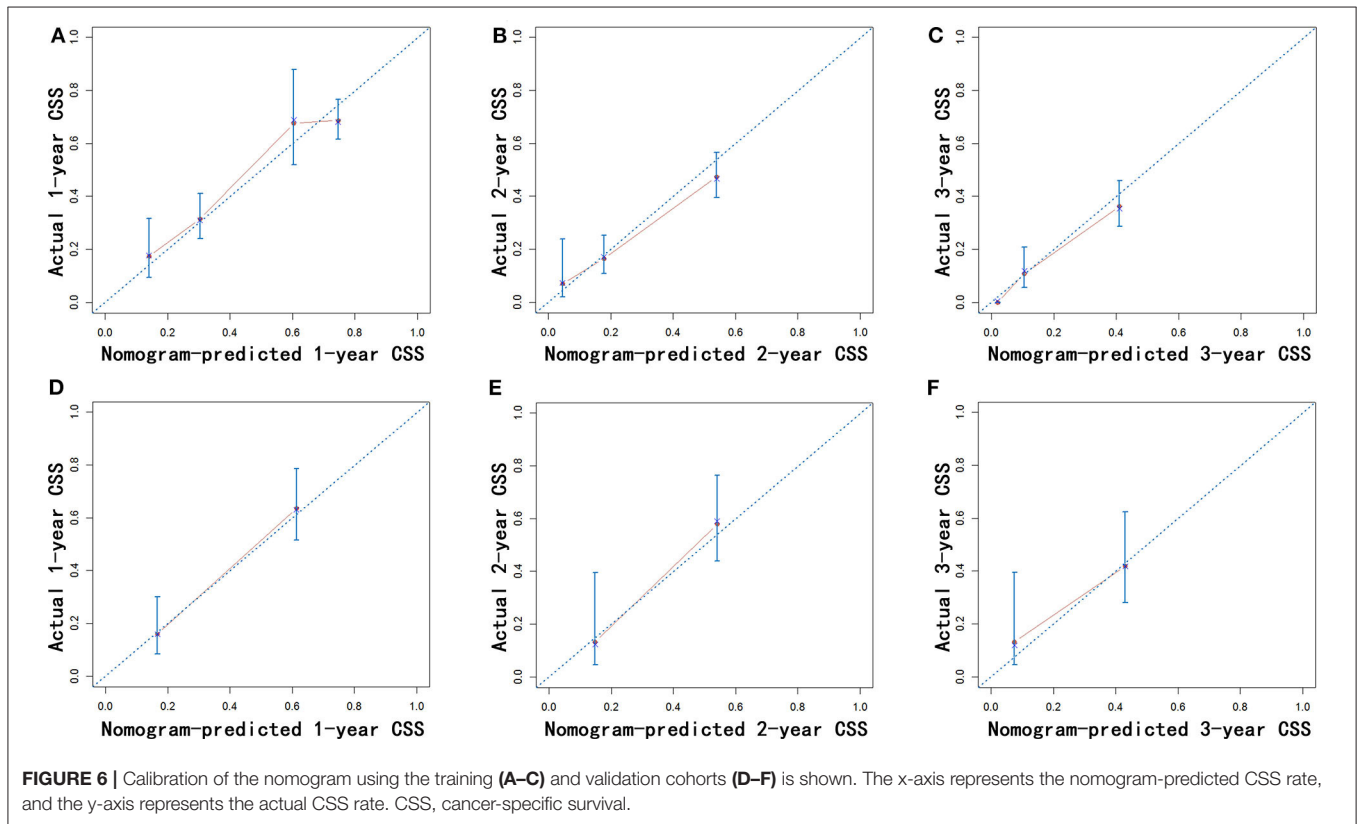 A
1.0
0.8
0.6
0.4
0.2
0.0
Actual 1-year CSS
0.0 0.2 0.4 0.6 0.8 1.0
Nomogram-predicted 1-year CSS
B
1.0
0.8
0.6
0.4
0.2
0.0
Actual 2-year CSS
0.0 0.2 0.4 0.6 0.8 1.0
Nomogram-predicted 2-year CSS
C
1.0
0.8
0.6
0.4
0.2
0.0
Actual 3-year CSS
0.0 0.2 0.4 0.6 0.8 1.0
Nomogram-predicted 3-year CSS
D
1.0
0.8
0.6
0.4
0.2
0.0
Actual 1-year CSS
0.0 0.2 0.4 0.6 0.8 1.0
Nomogram-predicted 1-year CSS
E
1.0
0.8
0.6
0.4
0.2
0.0
Actual 2-year CSS
0.0 0.2 0.4 0.6 0.8 1.0
Nomogram-predicted 2-year CSS
F
1.0
0.8
0.6
0.4
0.2
0.0
Actual 3-year CSS
0.0 0.2 0.4 0.6 0.8 1.0
Nomogram-predicted 3-year CSS
FIGURE 6 | Calibration of the nomogram using the training (A–C) and validation cohorts (D–F) is shown. The x-axis represents the nomogram-predicted CSS rate,
and the y-axis represents the actual CSS rate. CSS, cancer-specific survival.